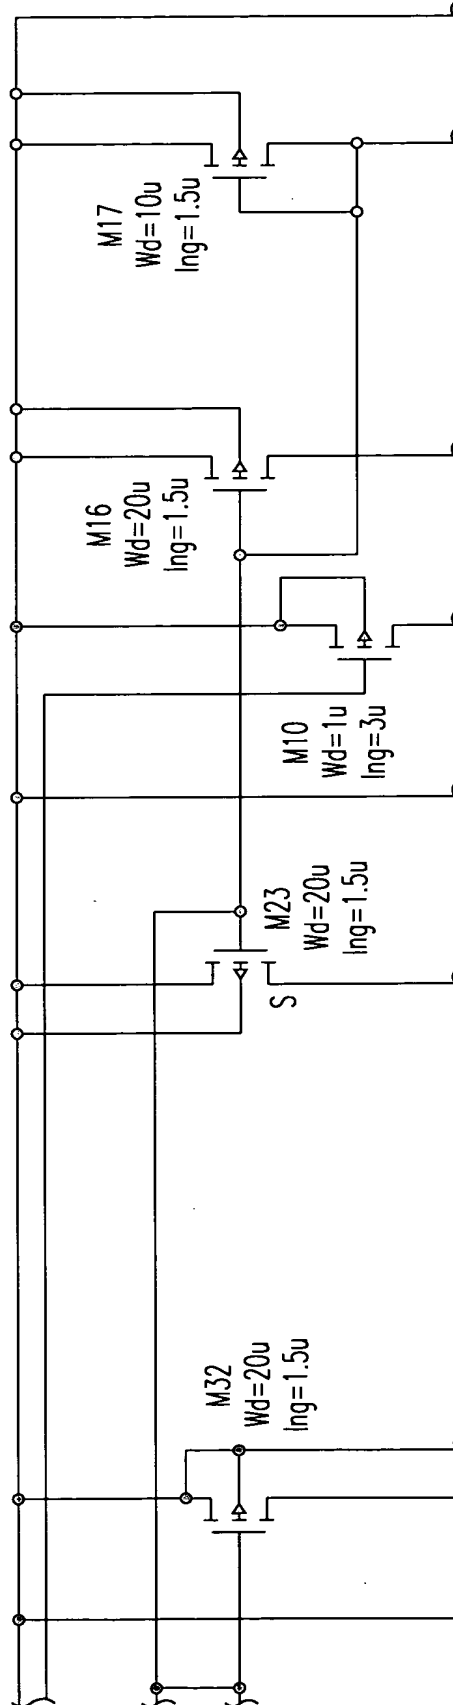 M32
Wd=20u
lng=1.5u
S
M23
Wd=20u
lng=1.5u
M10
Wd=1u
lng=3u
M16
Wd=20u
lng=1.5u
M17
Wd=10u
lng=1.5u